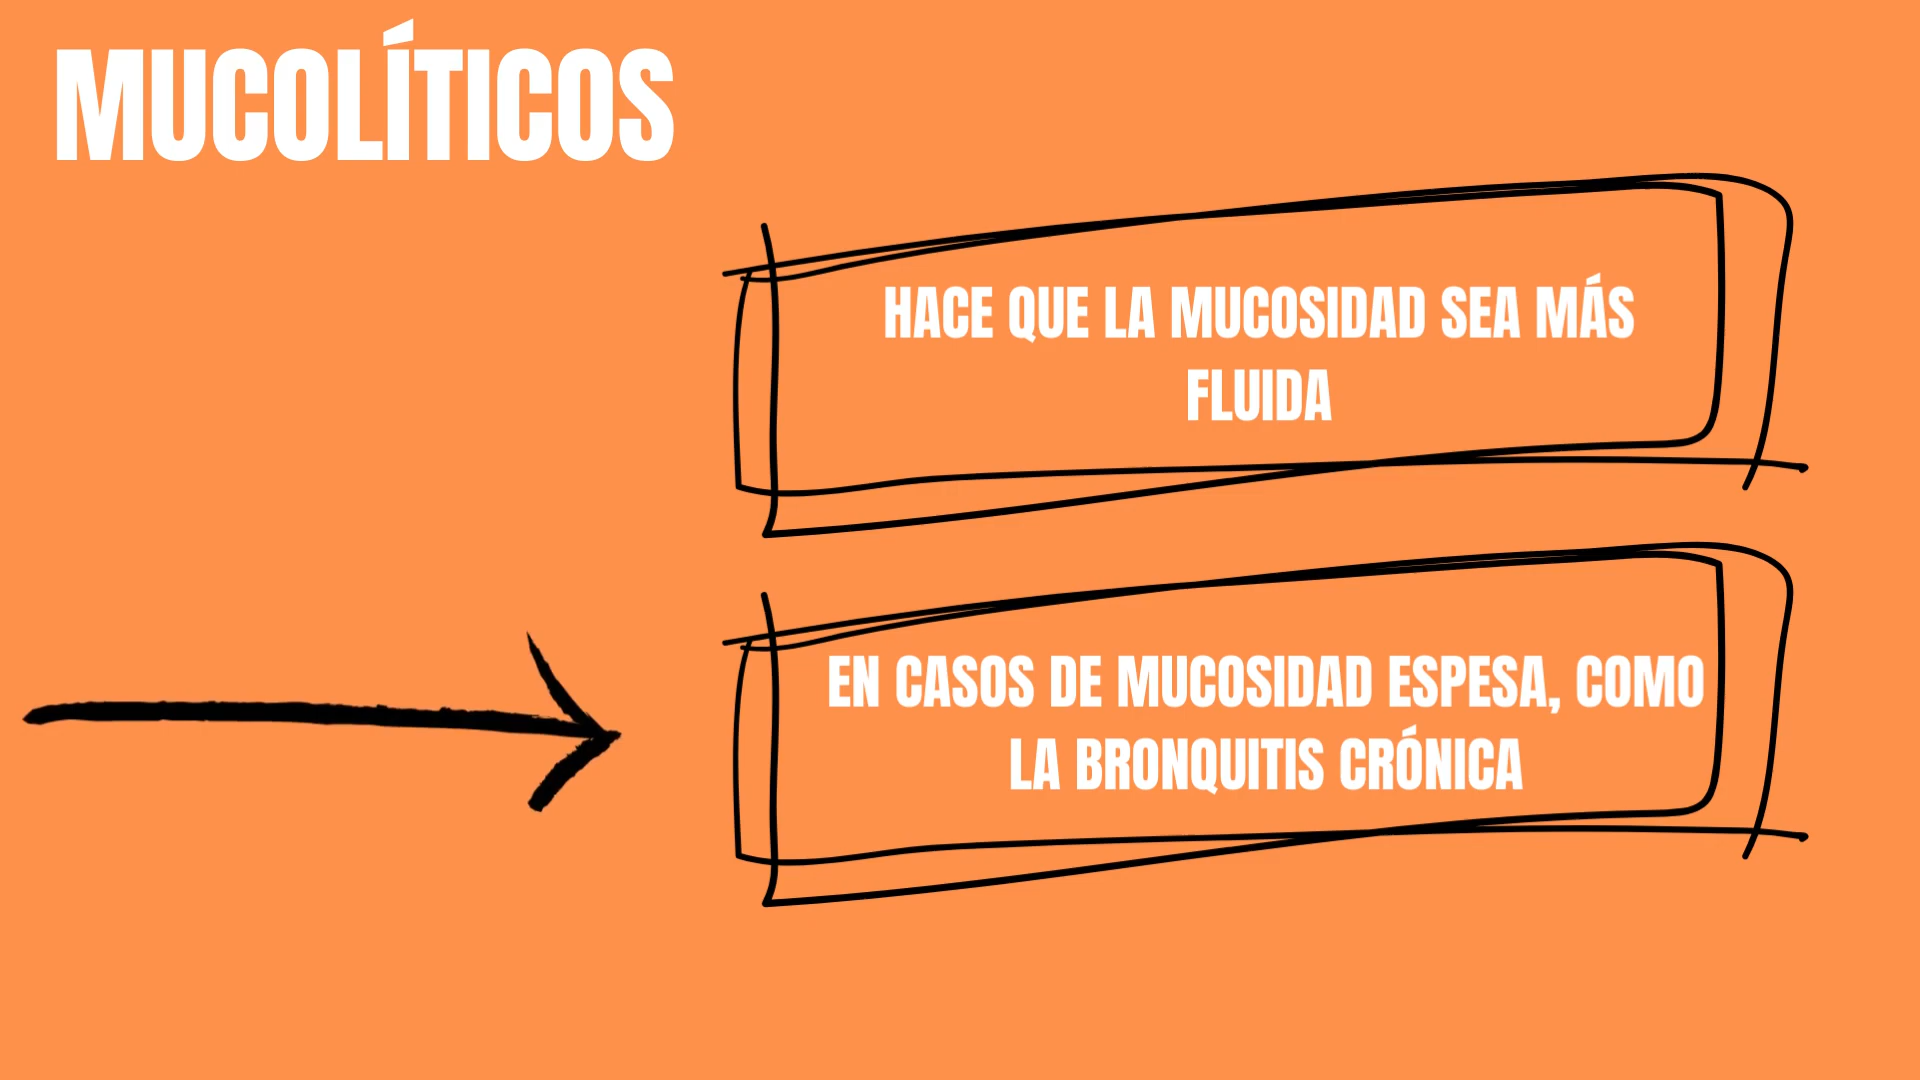 MUCOLÍTICOS
HACE QUE LA MUCOSIDAD SEA MÁS
FLUIDA
EN CASOS DE MUCOSIDAD ESPESA, COMO
LA BRONQUITIS CRÓNICA